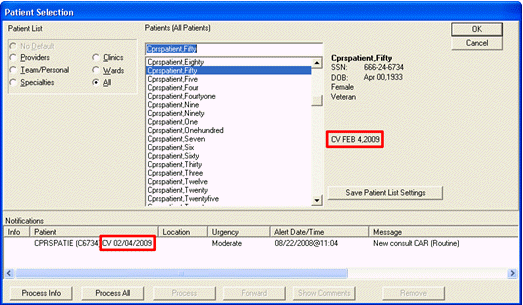 Patient Selection
Patient List
No Default
Providers
Clinics
Team/Personal
Wards
Specialties
All
Patients (All Patients)
Cprspatient,Fifty
Cprspatient,Eighty
Cprspatient,Fifty
Cprspatient,Five
Cprspatient,Four
Cprspatient,Fourtyone
Cprspatient,Nine
Cprspatient,Ninety
Cprspatient,One
Cprspatient,Onehundred
Cprspatient,Seven
Cprspatient,Six
Cprspatient,Sixty
Cprspatient,Thirty
Cprspatient,Three
Cprspatient,Twelve
Cprspatient,Twenty
Cprspatient,Twentyfive
OK
Cancel
Cprspatient,Fifty
SSN: 666-24-6734
DOB: Apr 00,1933
Female
Veteran
CV FEB 4,2009
Save Patient List Settings
Notifications
Info Patient Location Urgency Alert Date/Time Message
CPRSPATIE (C6734) CV 02/04/2009 Moderate 08/22/2008@11:04 New consult CAR (Routine)
Process Info Process All Process Forward Show Comments Remove